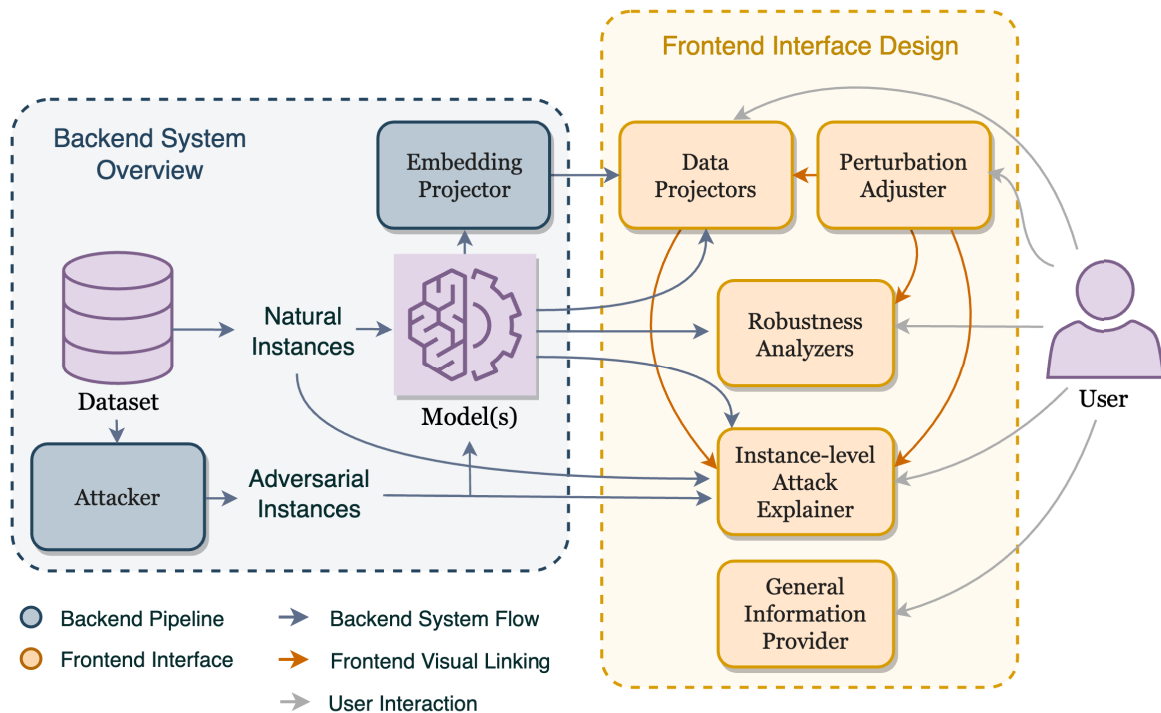 Frontend Interface Design
Backend System
Overview
Embedding
Projector
Data
Projectors
Perturbation
Adjuster
Natural
Instances
Robustness
Analyzers
Dataset
Model(s)
User
Attacker
Adversarial
Instances
Instance-level
Attack
Explainer
General
Information
Provider
Backend Pipeline
Backend System Flow
Frontend Interface
Frontend Visual Linking
User Interaction